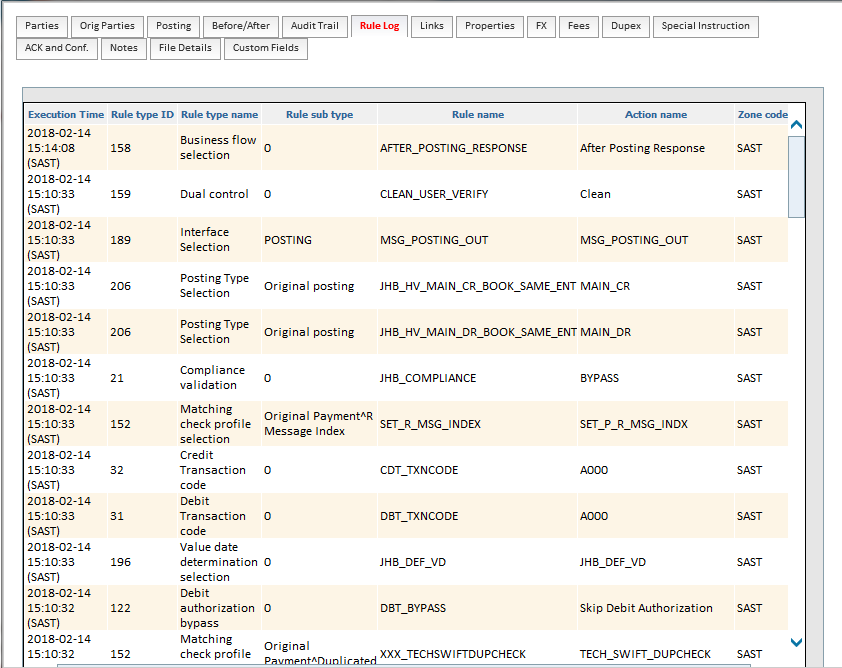 Parties Orig Parties Posting Before/After Audit Trail Rule Log Links Properties FX Fees Dupex Special Instruction
ACK and Conf. Notes File Details Custom Fields
Execution Time Rule type ID Rule type name Rule sub type Rule name Action name Zone code
2018-02-14
15:14:08
(SAST)
158
Business flow
selection
0
AFTER_POSTING_RESPONSE
After Posting Response
SAST
2018-02-14
15:10:33
(SAST)
159
Dual control
0
CLEAN_USER_VERIFY
Clean
SAST
2018-02-14
15:10:33
(SAST)
189
Interface
Selection
POSTING
MSG_POSTING_OUT
MSG_POSTING_OUT
SAST
2018-02-14
15:10:33
(SAST)
206
Posting Type
Selection
Original posting
JHB_HV_MAIN_CR_BOOK_SAME_ENT
MAIN_CR
SAST
2018-02-14
15:10:33
(SAST)
206
Posting Type
Selection
Original posting
JHB_HV_MAIN_DR_BOOK_SAME_ENT
MAIN_DR
SAST
2018-02-14
15:10:33
(SAST)
21
Compliance
validation
0
JHB_COMPLIANCE
BYPASS
SAST
2018-02-14
15:10:33
(SAST)
152
Matching
check profile
selection
Original Payment^R
Message Index
SET_R_MSG_INDEX
SET_P_R_MSG_INDX
SAST
2018-02-14
15:10:33
(SAST)
32
Credit
Transaction
code
0
CDT_TXNCODE
A000
SAST
2018-02-14
15:10:33
(SAST)
31
Debit
Transaction
code
0
DBT_TXNCODE
A000
SAST
2018-02-14
15:10:33
(SAST)
196
Value date
determination
selection
0
JHB_DEF_VD
JHB_DEF_VD
SAST
2018-02-14
15:10:32
(SAST)
122
Debit
authorization
bypass
0
DBT_BYPASS
Skip Debit Authorization
SAST
2018-02-14
15:10:32
152
Matching
check profile
Original
Payment^Duplicated
XXX_TECHSWIFTDUPCHECK
TECH_SWIFT_DUPCHECK
SAST